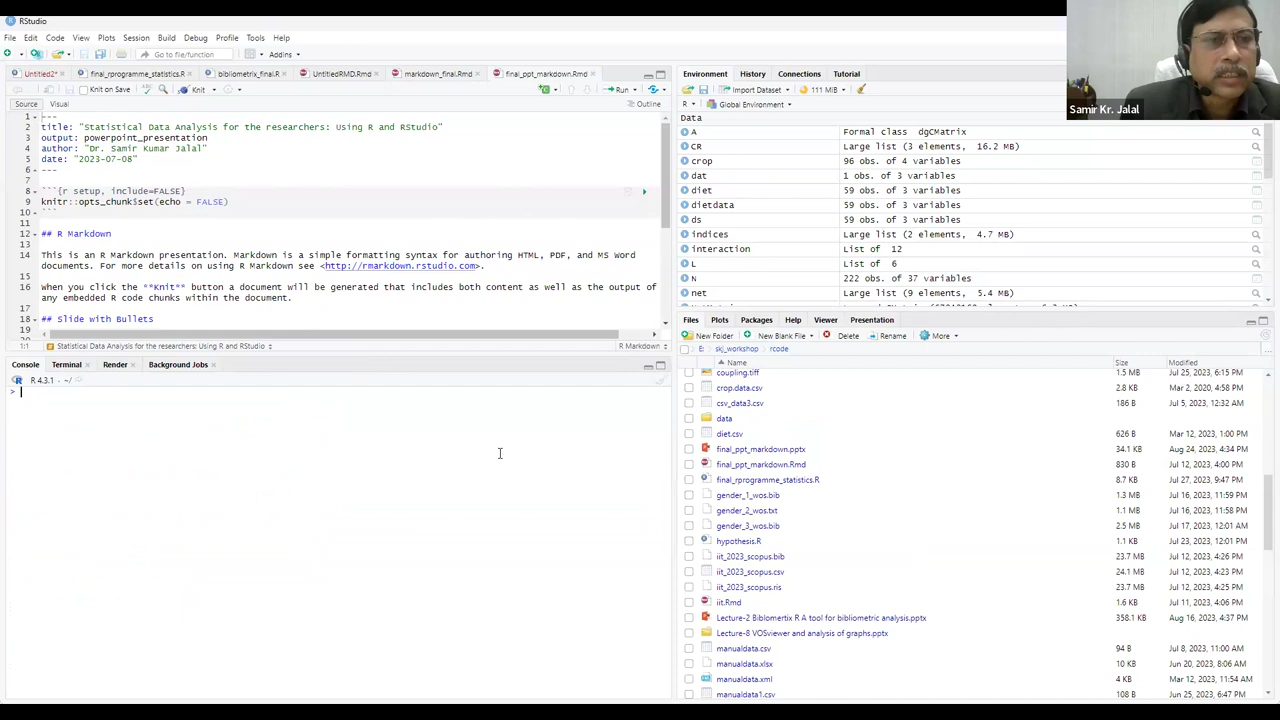 RStudio
File Edit Code View Plots Session Build Debug Profile Tools Help
Go to file/function Addins
Untitled2* final_rprogramme_statistics.R bibliometrix_final.R UntitledRMD.Rmd markdown_final.Rmd final_ppt_markdown.Rmd
Knit on Save Knit Run
Source Visual Outline
1 ---
2 title: "Statistical Data Analysis for the researchers: Using R and RStudio"
3 output: powerpoint_presentation
4 author: "Dr. Samir Kumar Jalal"
5 date: "2023-07-08"
6 ---
7
8 ```{r setup, include=FALSE}
9 knitr::opts_chunk$set(echo = FALSE)
10 ```
11
12 ## R Markdown
13
14 This is an R Markdown presentation. Markdown is a simple formatting syntax for authoring HTML, PDF, and MS Word
documents. For more details on using R Markdown see <http://rmarkdown.rstudio.com>.
15
16 When you click the **Knit** button a document will be generated that includes both content as well as the output of
any embedded R code chunks within the document.
17
18 ## Slide with Bullets
19
1:1 Statistical Data Analysis for the researchers: Using R and RStudio R Markdown
Console Terminal Render Background Jobs
R 4.3.1 · ~/
>
Environment History Connections Tutorial
Import Dataset 111 MiB
R Global Environment
Data
A Formal class dgCMatrix
CR Large list (3 elements, 16.2 MB)
crop 96 obs. of 4 variables
dat 1 obs. of 3 variables
diet 59 obs. of 3 variables
dietdata 59 obs. of 3 variables
ds 59 obs. of 3 variables
indices Large list (2 elements, 4.7 MB)
interaction List of 12
L List of 6
N 222 obs. of 37 variables
net Large list (9 elements, 5.4 MB)
Files Plots Packages Help Viewer Presentation
New Folder New Blank File Delete Rename More
E: skj_workshop rcode
Name Size Modified
coupling.tiff 1.5 MB Jul 25, 2023, 6:15 PM
crop.data.csv 2.8 KB Mar 2, 2020, 4:58 PM
csv_data3.csv 186 B Jul 5, 2023, 12:32 AM
data
diet.csv 626 B Mar 12, 2023, 1:00 PM
final_ppt_markdown.pptx 34.1 KB Aug 24, 2023, 4:34 PM
final_ppt_markdown.Rmd 830 B Jul 12, 2023, 4:00 PM
final_rprogramme_statistics.R 8.7 KB Jul 27, 2023, 9:47 PM
gender_1_wos.bib 1.3 MB Jul 16, 2023, 11:59 PM
gender_2_wos.txt 1.1 MB Jul 16, 2023, 11:58 PM
gender_3_wos.bib 2.5 MB Jul 17, 2023, 12:01 AM
hypothesis.R 1.1 KB Jul 23, 2023, 12:01 PM
iit_2023_scopus.bib 23.7 MB Jul 12, 2023, 4:26 PM
iit_2023_scopus.csv 24.1 MB Jul 12, 2023, 4:23 PM
iit_2023_scopus.ris 23.7 MB Jul 12, 2023, 4:25 PM
iit.Rmd 1.6 KB Jul 11, 2023, 4:06 PM
Lecture-2 Biblomertix R A tool for bibliometric analysis.pptx 358.1 KB Aug 16, 2023, 4:37 PM
Lecture-8 VOSviewer and analysis of graphs.pptx
manualdata.csv 94 B Jul 8, 2023, 11:00 AM
manualdata.xlsx 10 KB Jun 20, 2023, 8:06 AM
manualdata.xml 4 KB Mar 12, 2023, 11:54 AM
manualdata1.csv 108 B Jun 25, 2023, 6:47 PM
Samir Kr. Jalal